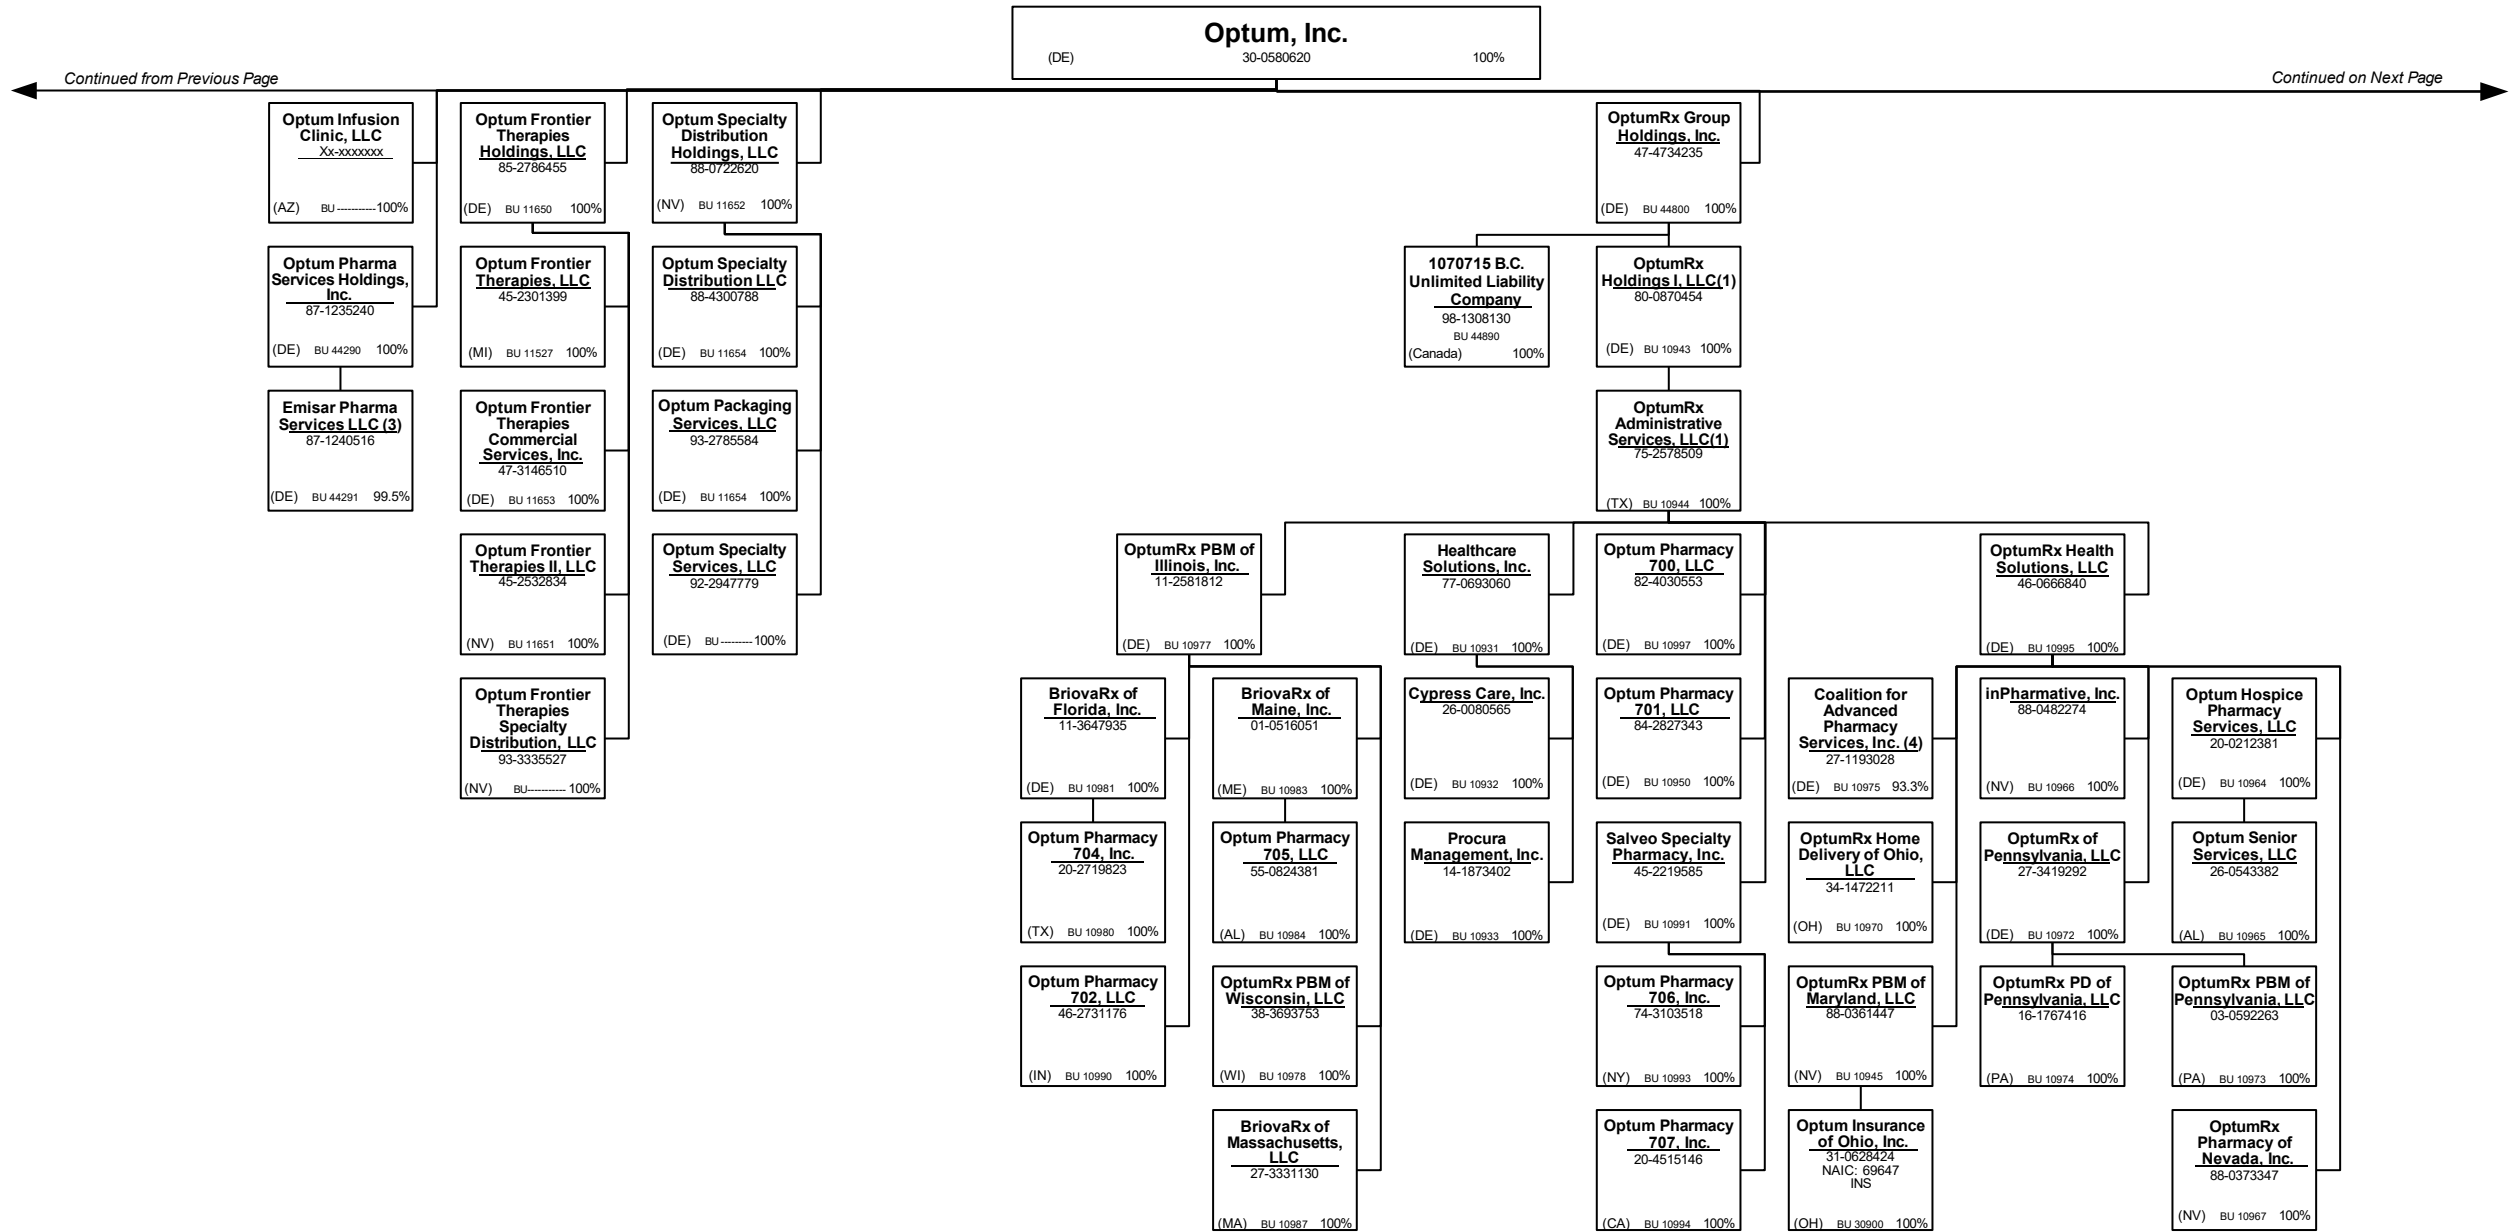 Optum, Inc.
(DE) 30-0580620 100%
Continued from Previous Page
Continued on Next Page
Optum Infusion
Clinic, LLC
Xx-xxxxxxx
(AZ) BU ----------- 100%
Optum Frontier
Therapies
Holdings, LLC
85-2786455
(DE) BU 11650 100%
Optum Specialty
Distribution
Holdings, LLC
88-0722620
(NV) BU 11652 100%
OptumRx Group
Holdings, Inc.
47-4734235
(DE) BU 44800 100%
Optum Pharma
Services Holdings,
Inc.
87-1235240
(DE) BU 44290 100%
Optum Frontier
Therapies, LLC
45-2301399
(MI) BU 11527 100%
Optum Specialty
Distribution LLC
88-4300788
(DE) BU 11654 100%
1070715 B.C.
Unlimited Liability
Company
98-1308130
BU 44890
(Canada) 100%
OptumRx
Holdings I, LLC(1)
80-0870454
(DE) BU 10943 100%
Emisar Pharma
Services LLC (3)
87-1240516
(DE) BU 44291 99.5%
Optum Frontier
Therapies
Commercial
Services, Inc.
47-3146510
(DE) BU 11653 100%
Optum Packaging
Services, LLC
93-2785584
(DE) BU 11654 100%
OptumRx
Administrative
Services, LLC(1)
75-2578509
(TX) BU 10944 100%
Optum Frontier
Therapies II, LLC
45-2532834
(NV) BU 11651 100%
Optum Specialty
Services, LLC
92-2947779
(DE) BU --------- 100%
OptumRx PBM of
Illinois, Inc.
11-2581812
(DE) BU 10977 100%
Healthcare
Solutions, Inc.
77-0693060
(DE) BU 10931 100%
Optum Pharmacy
700, LLC
82-4030553
(DE) BU 10997 100%
OptumRx Health
Solutions, LLC
46-0666840
(DE) BU 10995 100%
Optum Frontier
Therapies
Specialty
Distribution, LLC
93-3335527
(NV) BU----------- 100%
BriovaRx of
Florida, Inc.
11-3647935
(DE) BU 10981 100%
BriovaRx of
Maine, Inc.
01-0516051
(ME) BU 10983 100%
Cypress Care, Inc.
26-0080565
(DE) BU 10932 100%
Optum Pharmacy
701, LLC
84-2827343
(DE) BU 10950 100%
Coalition for
Advanced
Pharmacy
Services, Inc. (4)
27-1193028
(DE) BU 10975 93.3%
inPharmative, Inc.
88-0482274
(NV) BU 10966 100%
Optum Hospice
Pharmacy
Services, LLC
20-0212381
(DE) BU 10964 100%
Optum Pharmacy
704, Inc.
20-2719823
(TX) BU 10980 100%
Optum Pharmacy
705, LLC
55-0824381
(AL) BU 10984 100%
Procura
Management, Inc.
14-1873402
(DE) BU 10933 100%
Salveo Specialty
Pharmacy, Inc.
45-2219585
(DE) BU 10991 100%
OptumRx Home
Delivery of Ohio,
LLC
34-1472211
(OH) BU 10970 100%
OptumRx of
Pennsylvania, LLC
27-3419292
(DE) BU 10972 100%
Optum Senior
Services, LLC
26-0543382
(AL) BU 10965 100%
Optum Pharmacy
702, LLC
46-2731176
(IN) BU 10990 100%
OptumRx PBM of
Wisconsin, LLC
38-3693753
(WI) BU 10978 100%
Optum Pharmacy
706, Inc.
74-3103518
(NY) BU 10993 100%
OptumRx PBM of
Maryland, LLC
88-0361447
(NV) BU 10945 100%
OptumRx PD of
Pennsylvania, LLC
16-1767416
(PA) BU 10974 100%
OptumRx PBM of
Pennsylvania, LLC
03-0592263
(PA) BU 10973 100%
BriovaRx of
Massachusetts,
LLC
27-3331130
(MA) BU 10987 100%
Optum Pharmacy
707, Inc.
20-4515146
(CA) BU 10994 100%
Optum Insurance
of Ohio, Inc.
31-0628424
NAIC: 69647
INS
(OH) BU 30900 100%
OptumRx
Pharmacy of
Nevada, Inc.
88-0373347
(NV) BU 10967 100%